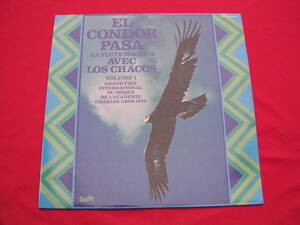 EL
CONDOR
PASA
LA FLUTE MAGIQUE
AVEC
LOS CHACOS
VOLUME 1
GRAND PRIX
INTERNATIONAL
DU DISQUE
DE L'ACADEMIE
CHARLES CROS 1970